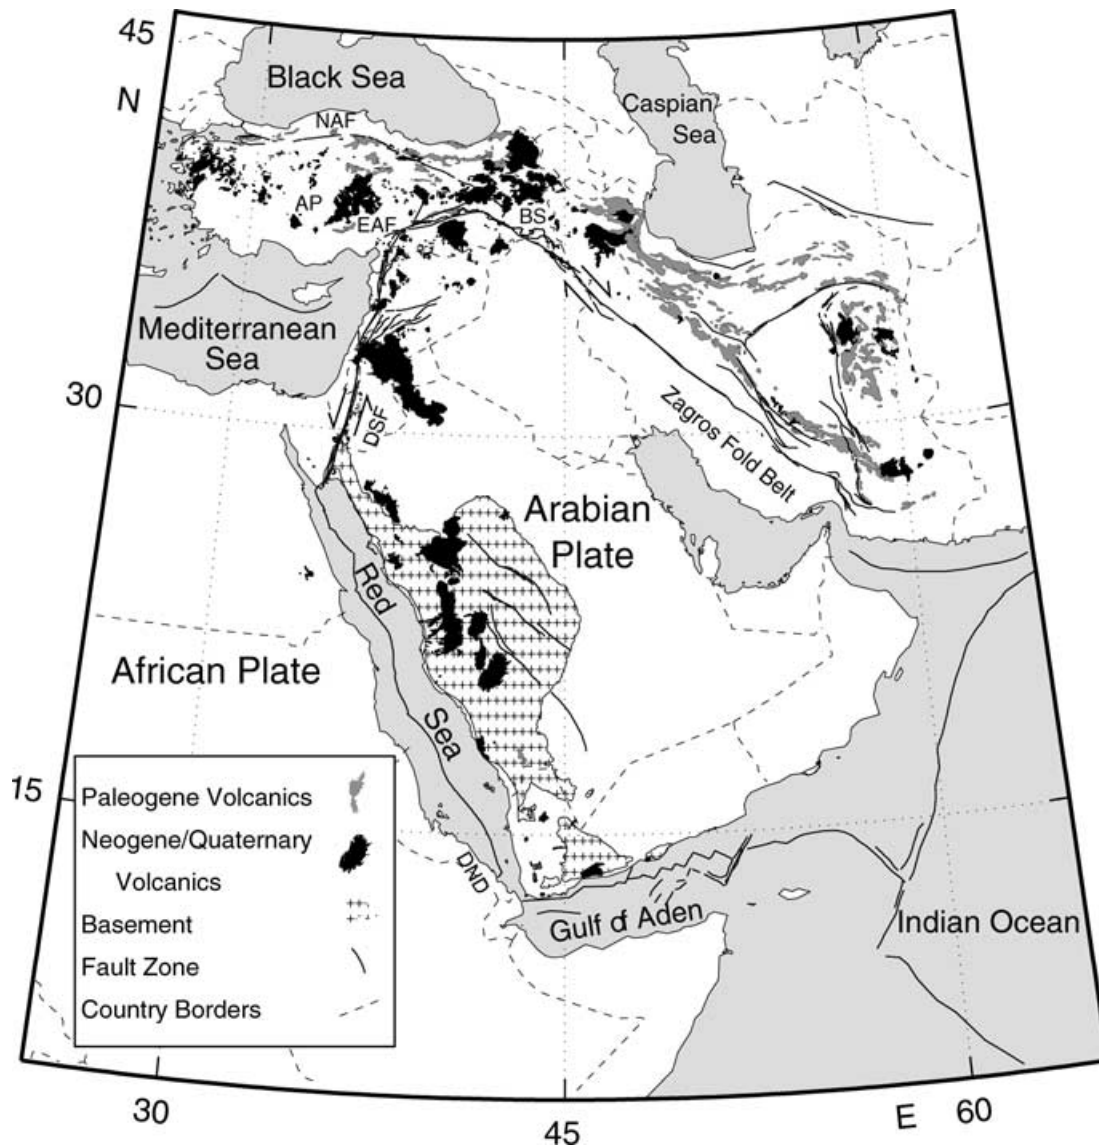 45
N
Black Sea
Caspian
Sea
NAF
AP
EAF
BS
Mediterranean
Sea
30
DSF
Zagros Fold Belt
Arabian
Plate
Red
Sea
African Plate
15
Paleogene Volcanics
Neogene/Quaternary
Volcanics
Basement
Fault Zone
Country Borders
DND
Gulf of Aden
Indian Ocean
30
45
E
60